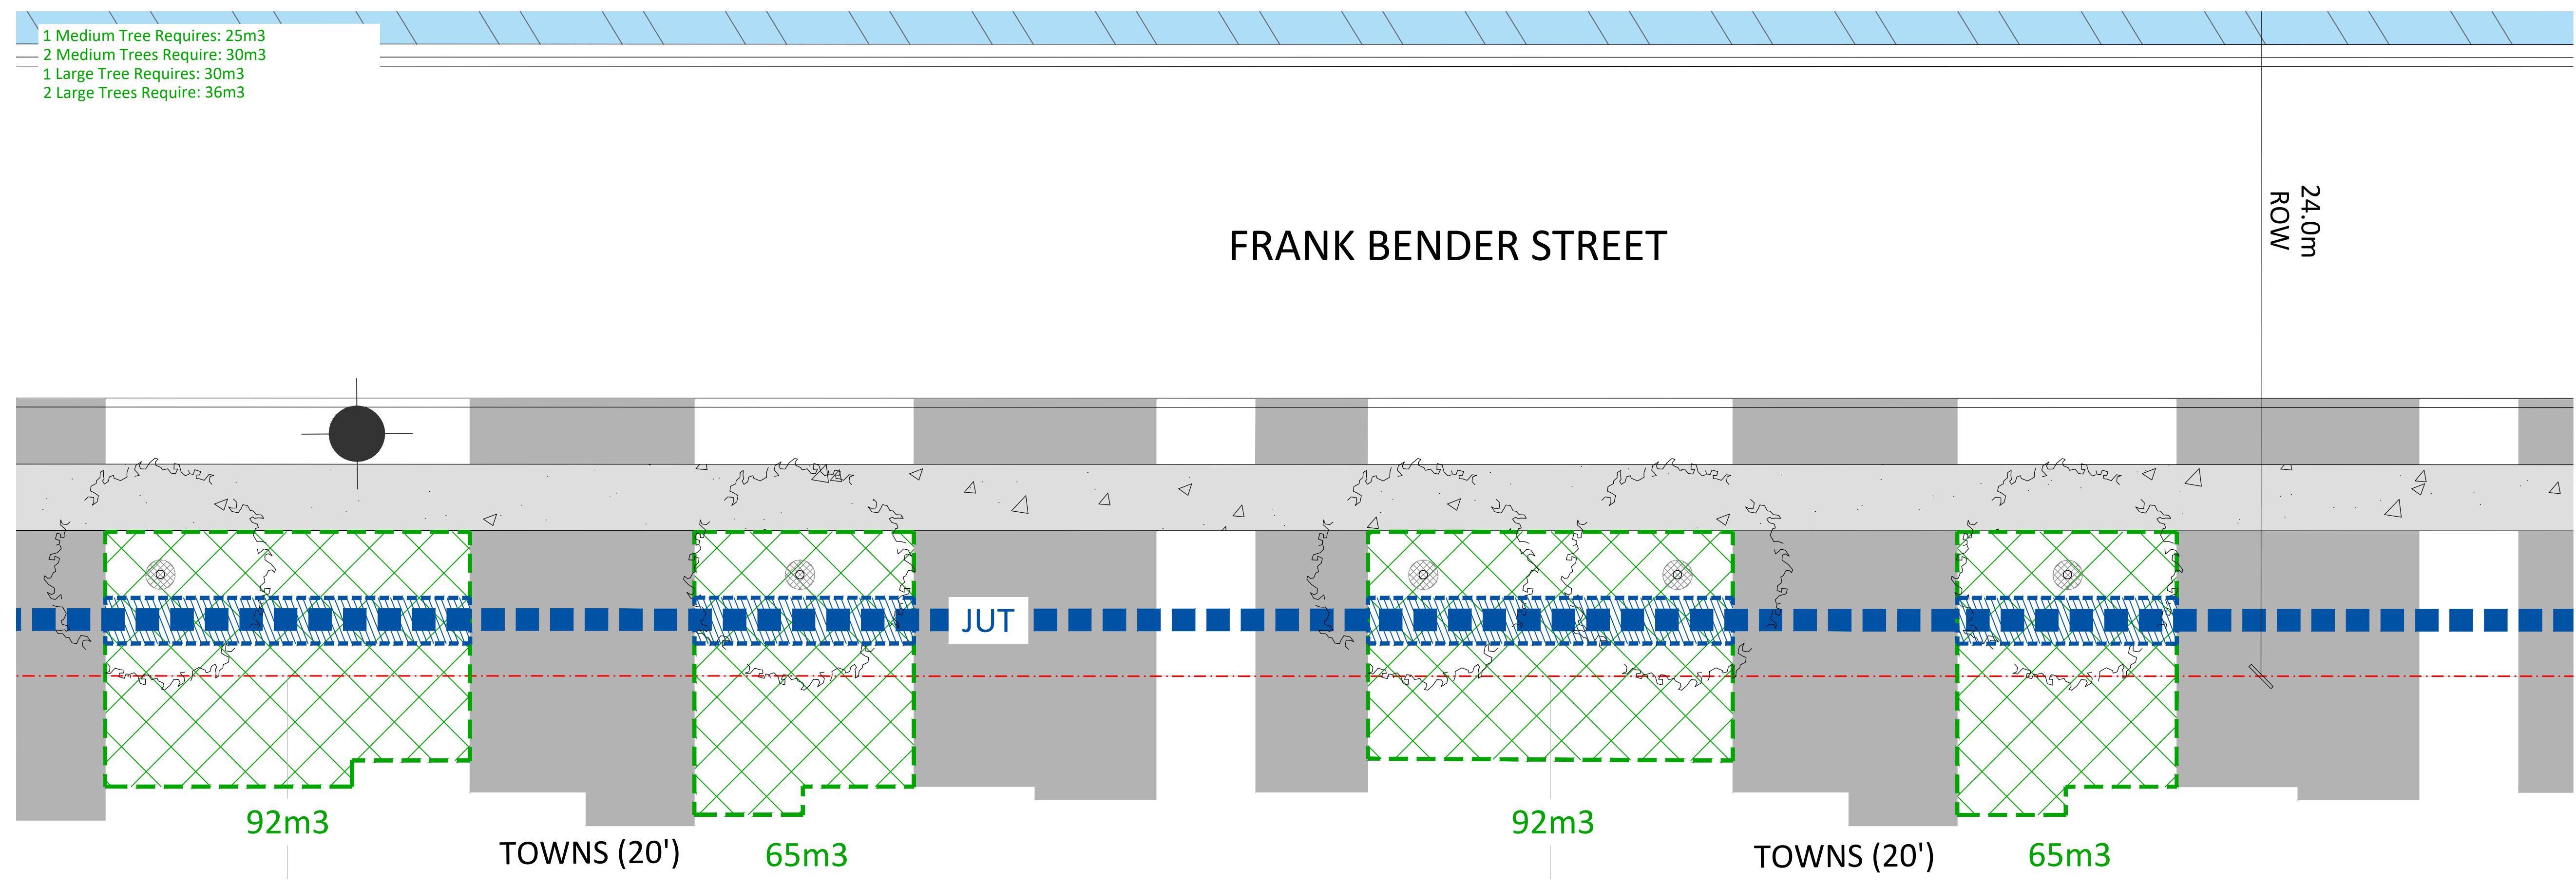 1 Medium Tree Requires: 25m3
2 Medium Trees Require: 30m3
1 Large Tree Requires: 30m3
2 Large Trees Require: 36m3
24.0m
ROW
FRANK BENDER STREET
JUT
92m3
TOWNS (20')
65m3
92m3
TOWNS (20')
65m3